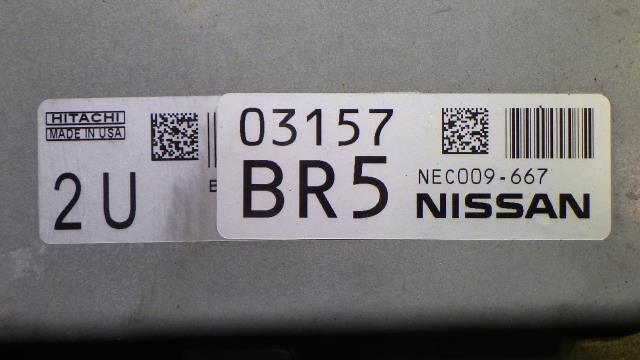 HITACHI
MADE IN USA
2U
B
03157
BR5
NEC009-667
NISSAN